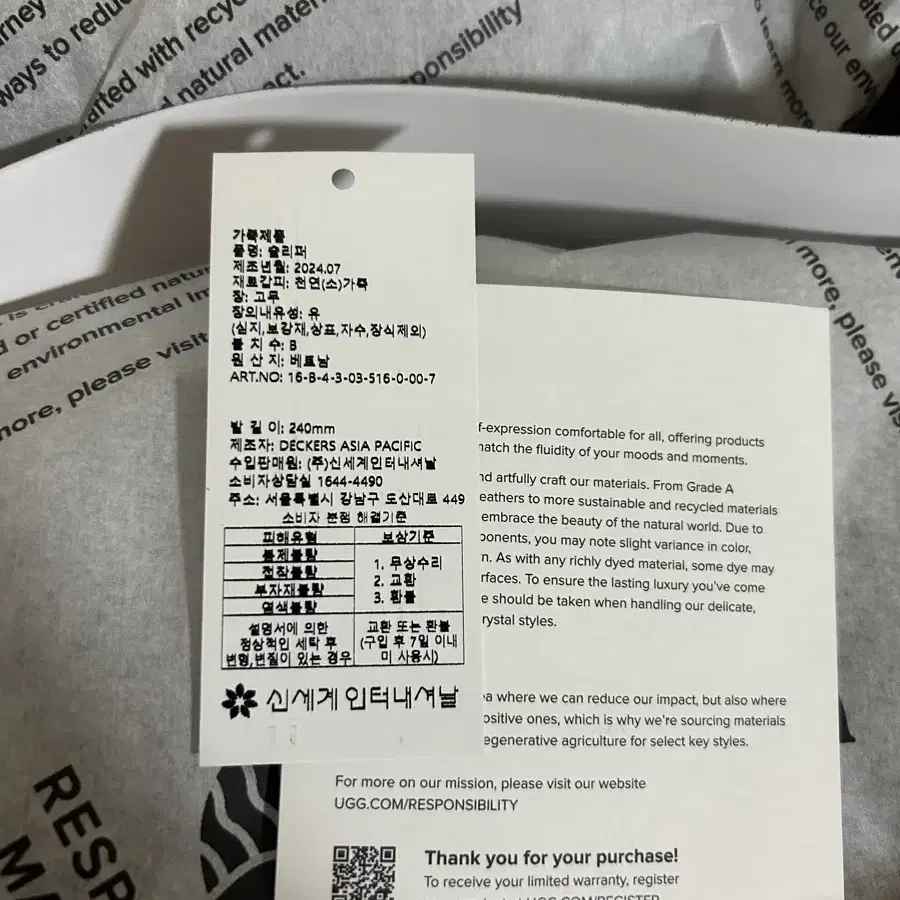 ways to reduc
crafted with recyc
natural mater
responsibility
learn more,
ce our env
or certified natur
environmental im
more, please visit
more, please vis
가죽제품
품명: 슬리퍼
제조년월: 2024.07
재료갑피: 천연(소)가죽
창: 고무
창의내유성: 유
(심지,보강재,상표,자수,장식제외)
볼 치 수: B
원 산 지: 베트남
ART.NO: 16-B-4-3-03-516-0-00-7
발 길 이: 240mm
제조자: DECKERS ASIA PACIFIC
수입판매원: (주)신세계인터내셔날
소비자상담실 1644-4490
주소: 서울특별시 강남구 도산대로 449
소비자 분쟁 해결기준
피해유형 보상기준
봉제불량
접착불량
부자재불량
염색불량
1. 무상수리
2. 교환
3. 환불
설명서에 의한
정상적인 세탁 후
변형,변질이 있는 경우
교환 또는 환불
(구입 후 7일 이내
미 사용시)
신세계인터내셔날
f-expression comfortable for all, offering products
match the fluidity of your moods and moments.
nd artfully craft our materials. From Grade A
eathers to more sustainable and recycled materials
embrace the beauty of the natural world. Due to
ponents, you may note slight variance in color,
n. As with any richly dyed material, some dye may
rfaces. To ensure the lasting luxury you've come
e should be taken when handling our delicate,
rystal styles.
ea where we can reduce our impact, but also where
ositive ones, which is why we're sourcing materials
egenerative agriculture for select key styles.
For more on our mission, please visit our website
UGG.COM/RESPONSIBILITY
Thank you for your purchase!
To receive your limited warranty, register
UGG.COM/REGISTER
RESP
MA